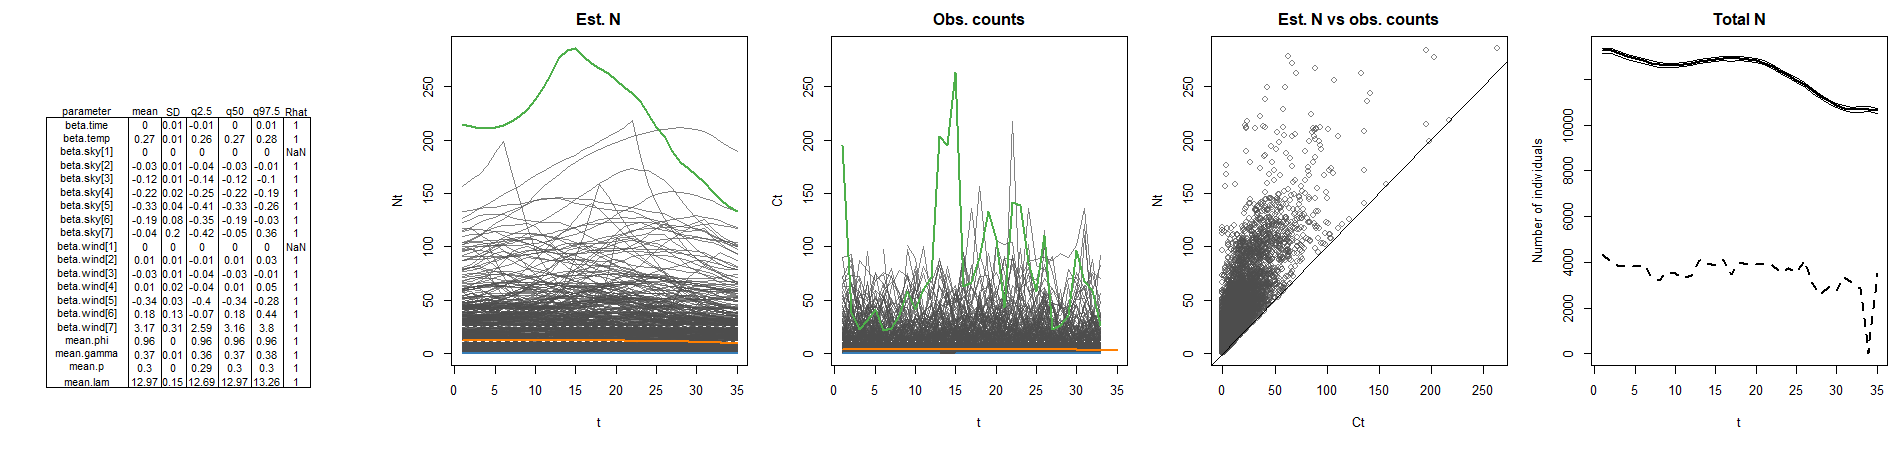 parameter mean SD q2.5 q50 q97.5 Rhat
beta.time 0 0.01 -0.01 0 0.01 1
beta.temp 0.27 0.01 0.26 0.27 0.28 1
beta.sky[1] 0 0 0 0 0 NaN
beta.sky[2] -0.03 0.01 -0.04 -0.03 -0.01 1
beta.sky[3] -0.12 0.01 -0.14 -0.12 -0.1 1
beta.sky[4] -0.22 0.02 -0.25 -0.22 -0.19 1
beta.sky[5] -0.33 0.04 -0.41 -0.33 -0.26 1
beta.sky[6] -0.19 0.08 -0.35 -0.19 -0.03 1
beta.sky[7] -0.04 0.2 -0.42 -0.05 0.36 1
beta.wind[1] 0 0 0 0 0 NaN
beta.wind[2] 0.01 0.01 -0.01 0.01 0.03 1
beta.wind[3] -0.03 0.01 -0.04 -0.03 -0.01 1
beta.wind[4] 0.01 0.02 -0.04 0.01 0.05 1
beta.wind[5] -0.34 0.03 -0.4 -0.34 -0.28 1
beta.wind[6] 0.18 0.13 -0.07 0.18 0.44 1
beta.wind[7] 3.17 0.31 2.59 3.16 3.8 1
mean.phi 0.96 0 0.96 0.96 0.96 1
mean.gamma 0.37 0.01 0.36 0.37 0.38 1
mean.p 0.3 0 0.29 0.3 0.3 1
mean.lam 12.97 0.15 12.69 12.97 13.26 1
Est. N
Nt
250
200
150
100
50
0
0 5 10 15 20 25 30 35
t
Obs. counts
Ct
250
200
150
100
50
0
0 5 10 15 20 25 30 35
t
Est. N vs obs. counts
Nt
250
200
150
100
50
0
0 50 100 150 200 250
Ct
Total N
Number of individuals
10000
8000
6000
4000
2000
0
0 5 10 15 20 25 30 35
t